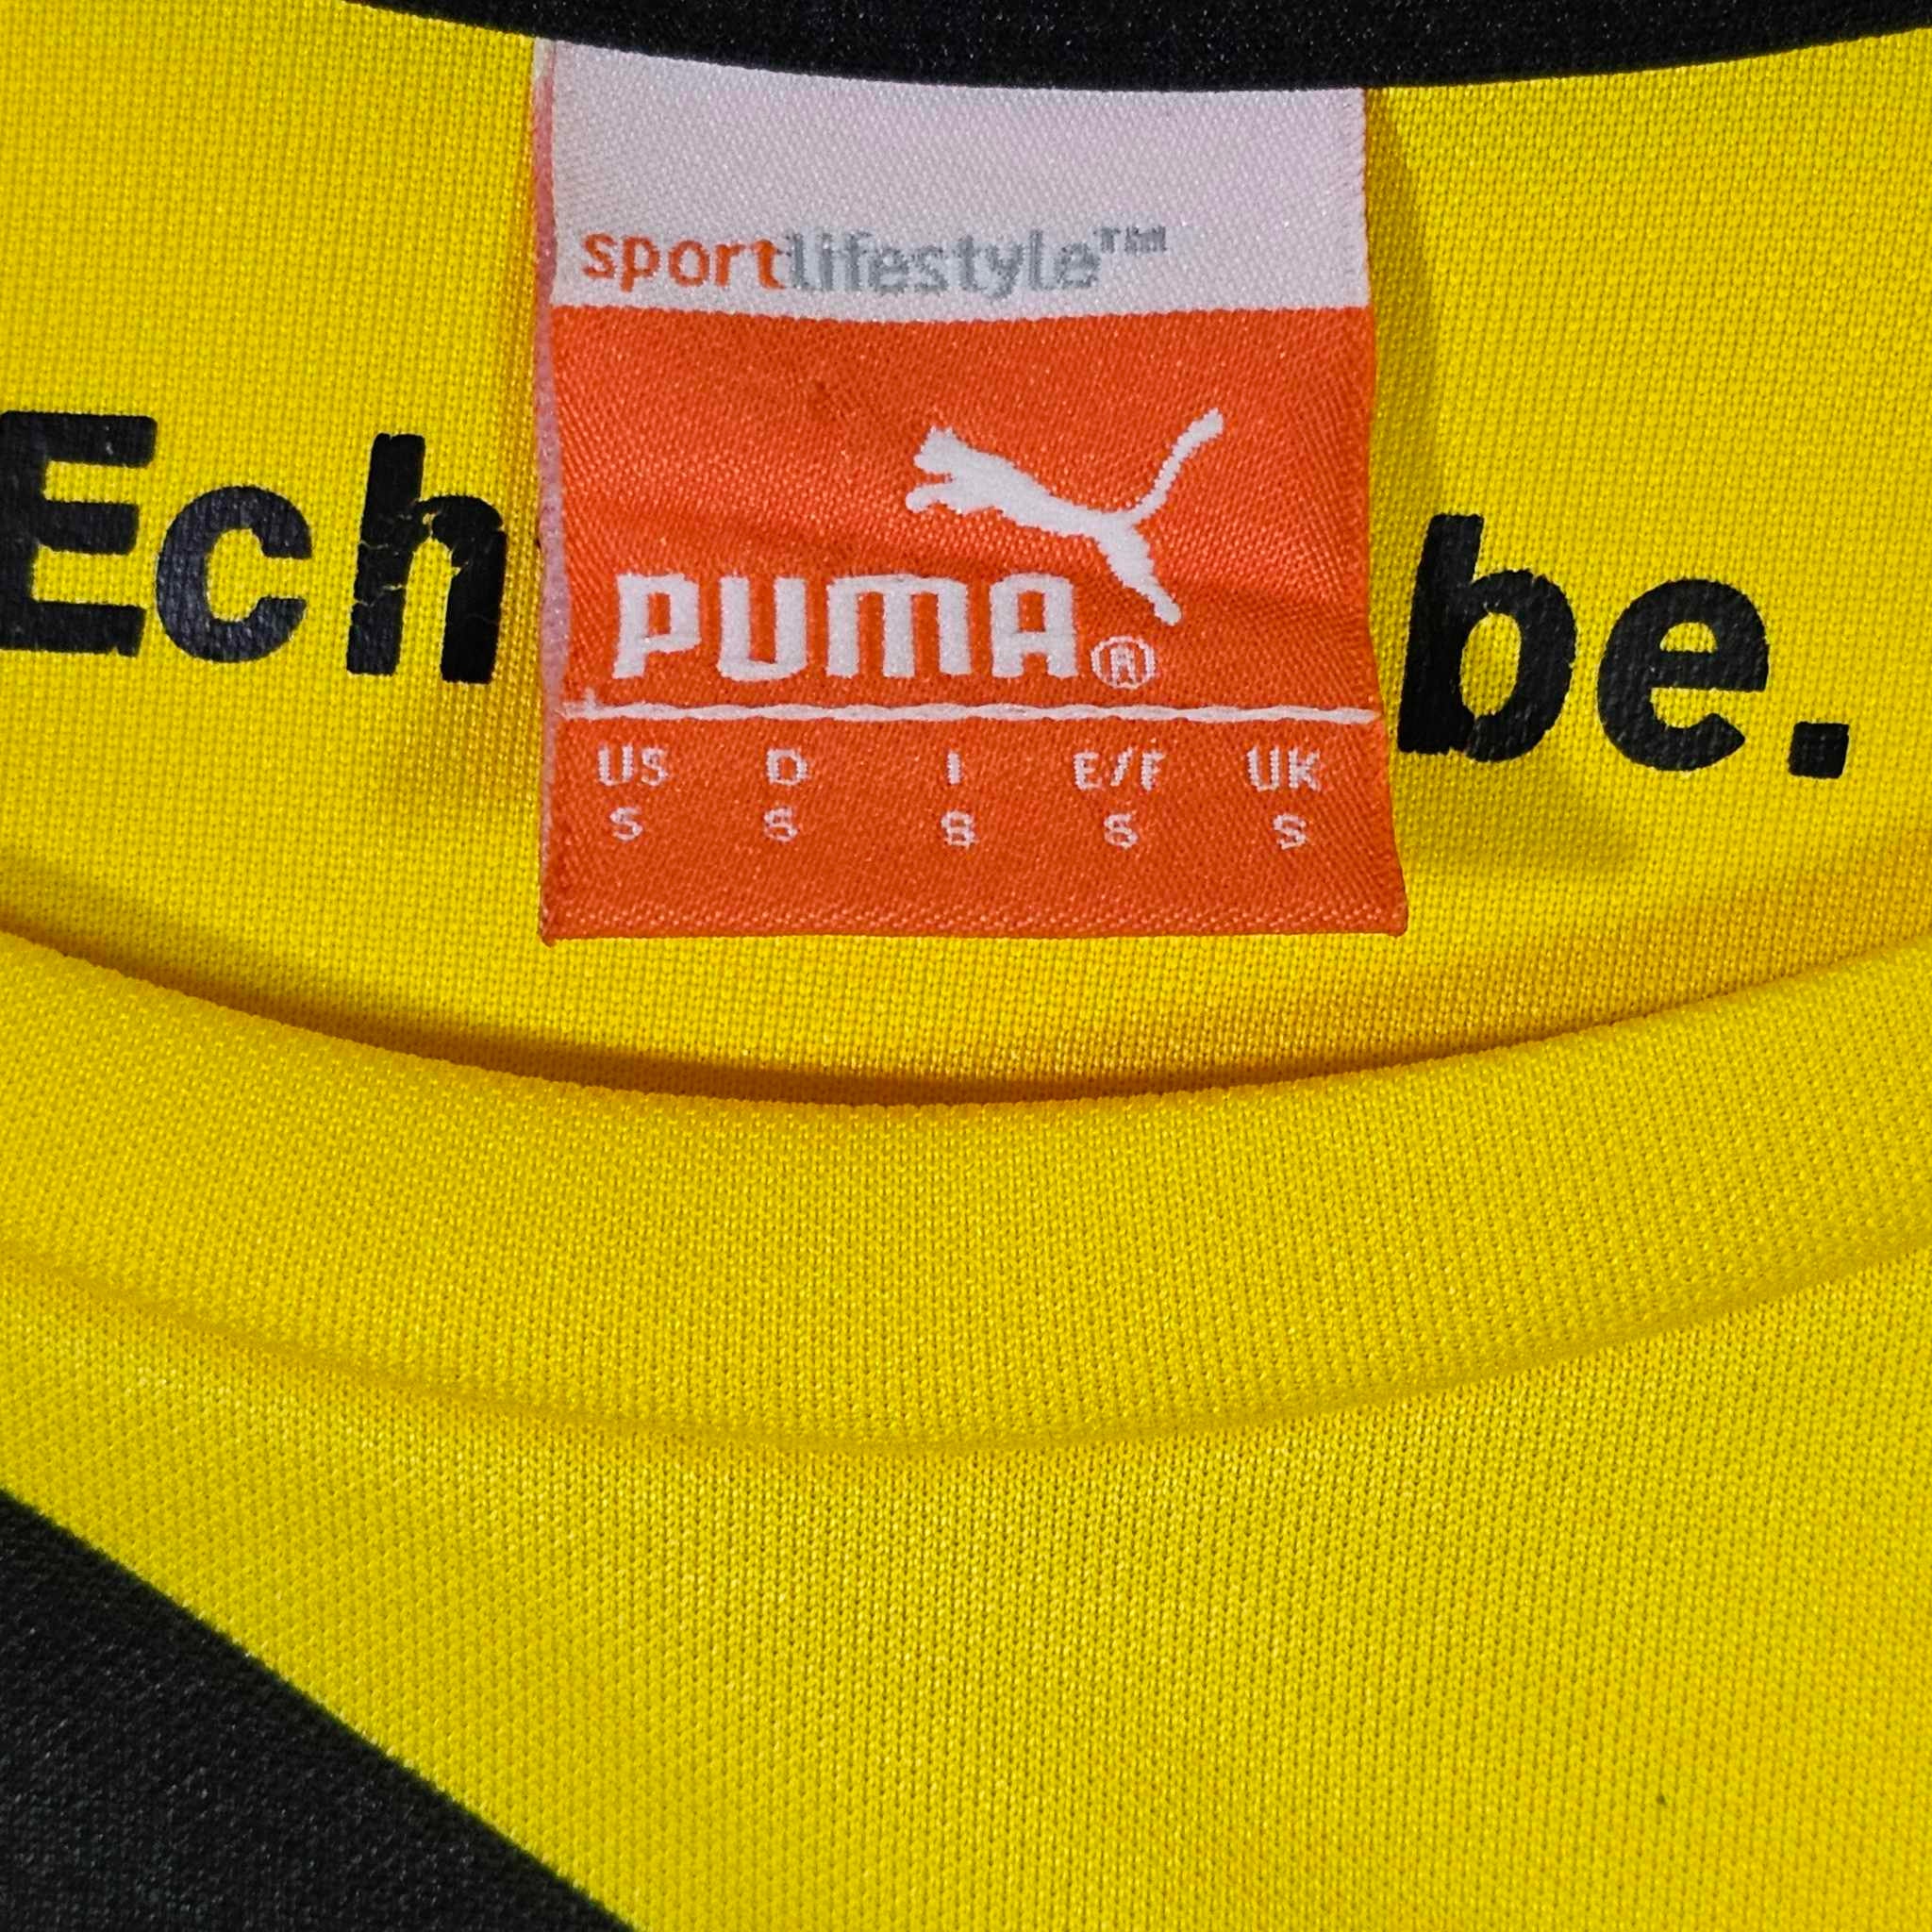 sportlifestyle™
Ech
PUMA®
be.
US D I E/F UK
S S S S S